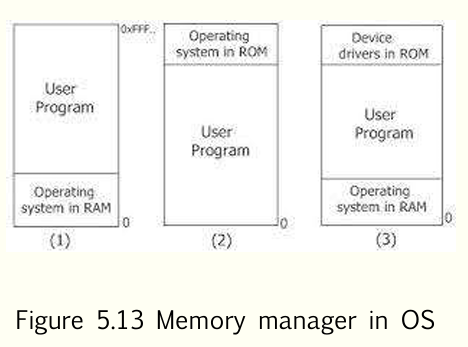 0xFFF..
User
Program
Operating
system in RAM
0
(1)
Operating
system in ROM
User
Program
0
(2)
Device
drivers in ROM
User
Program
Operating
system in RAM
0
(3)
Figure 5.13 Memory manager in OS